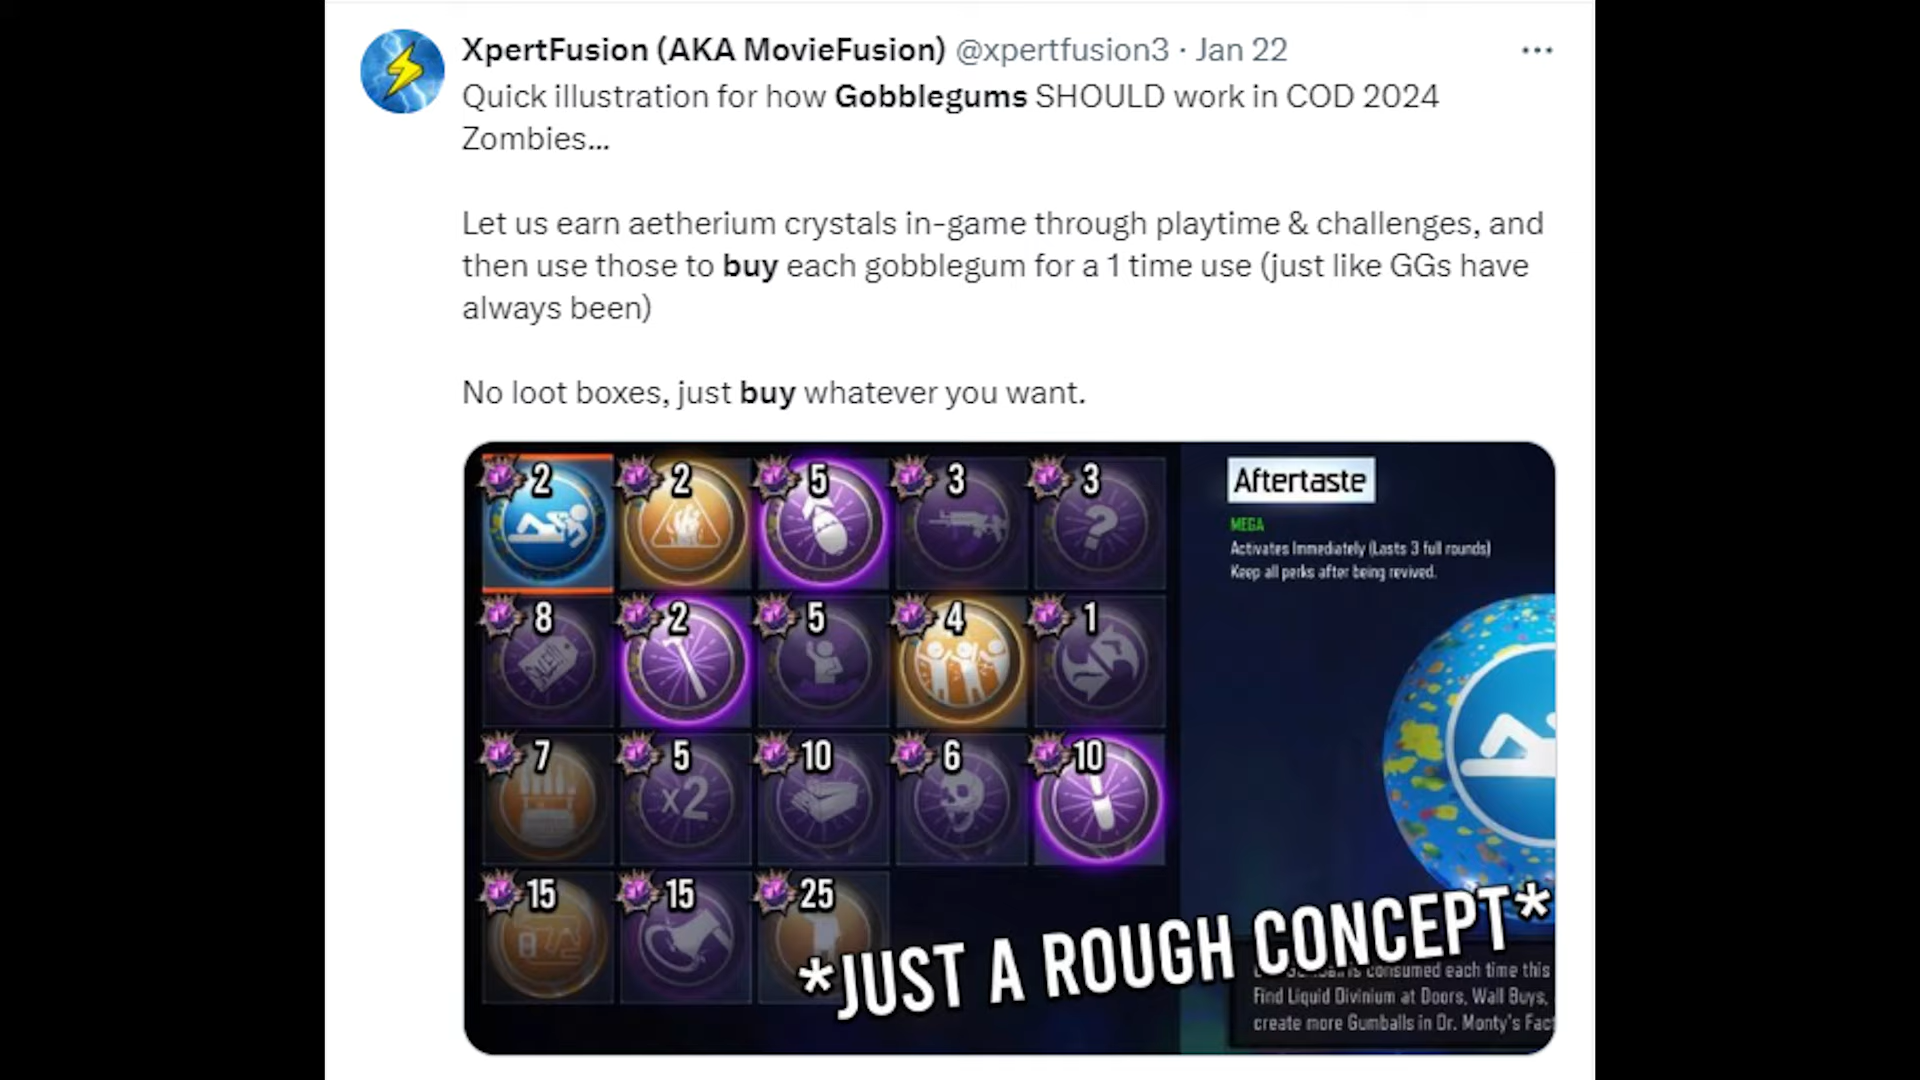 XpertFusion (AKA MovieFusion) @xpertfusion3 · Jan 22
Quick illustration for how Gobblegums SHOULD work in COD 2024
Zombies...
Let us earn aetherium crystals in-game through playtime & challenges, and
then use those to buy each gobblegum for a 1 time use (just like GGs have
always been)
No loot boxes, just buy whatever you want.
2 2 5 3 3
8 2 5 4 1
7 5 10 6 10
x2
15 15 25
Aftertaste
MEGA
Activates Immediately (Lasts 3 full rounds)
Keep all perks after being revived.
*JUST A ROUGH CONCEPT*
consumed each time this
Find Liquid Divinium at Doors, Wall Buys,
create more Gumballs in Dr. Monty's Fact